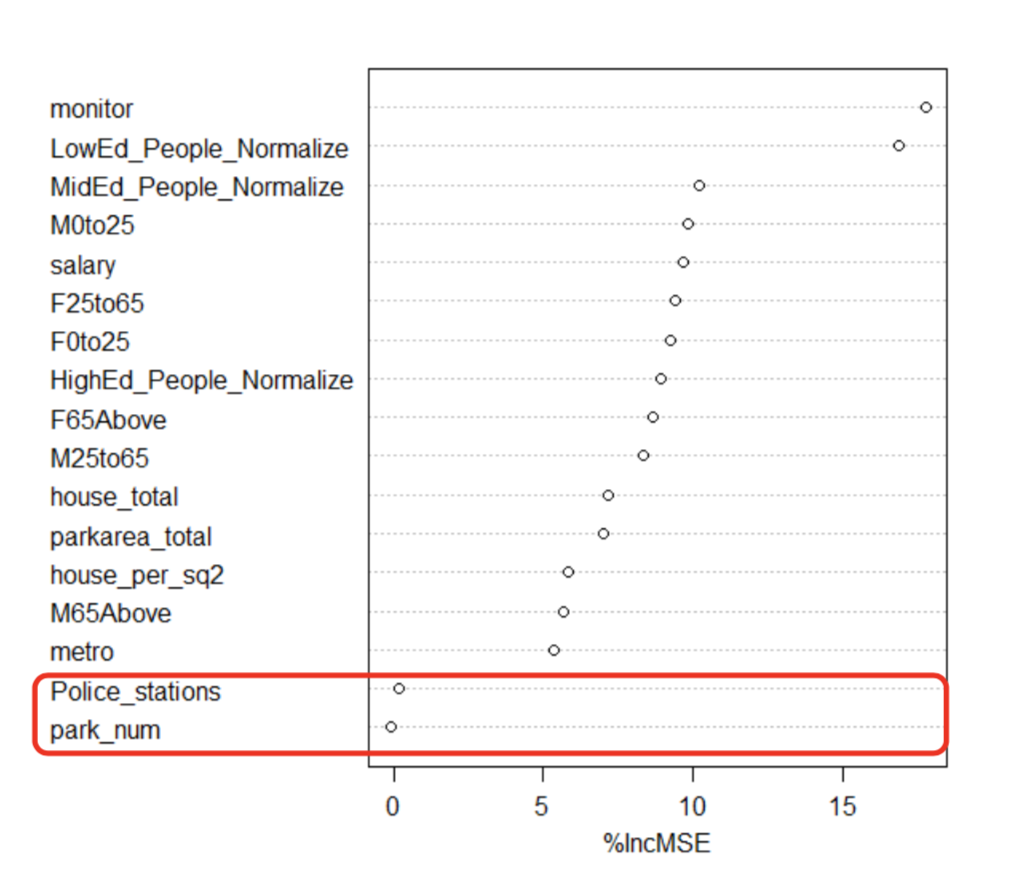 monitor
LowEd_People_Normalize
MidEd_People_Normalize
M0to25
salary
F25to65
F0to25
HighEd_People_Normalize
F65Above
M25to65
house_total
parkarea_total
house_per_sq2
M65Above
metro
Police_stations
park_num
0 5 10 15
%IncMSE